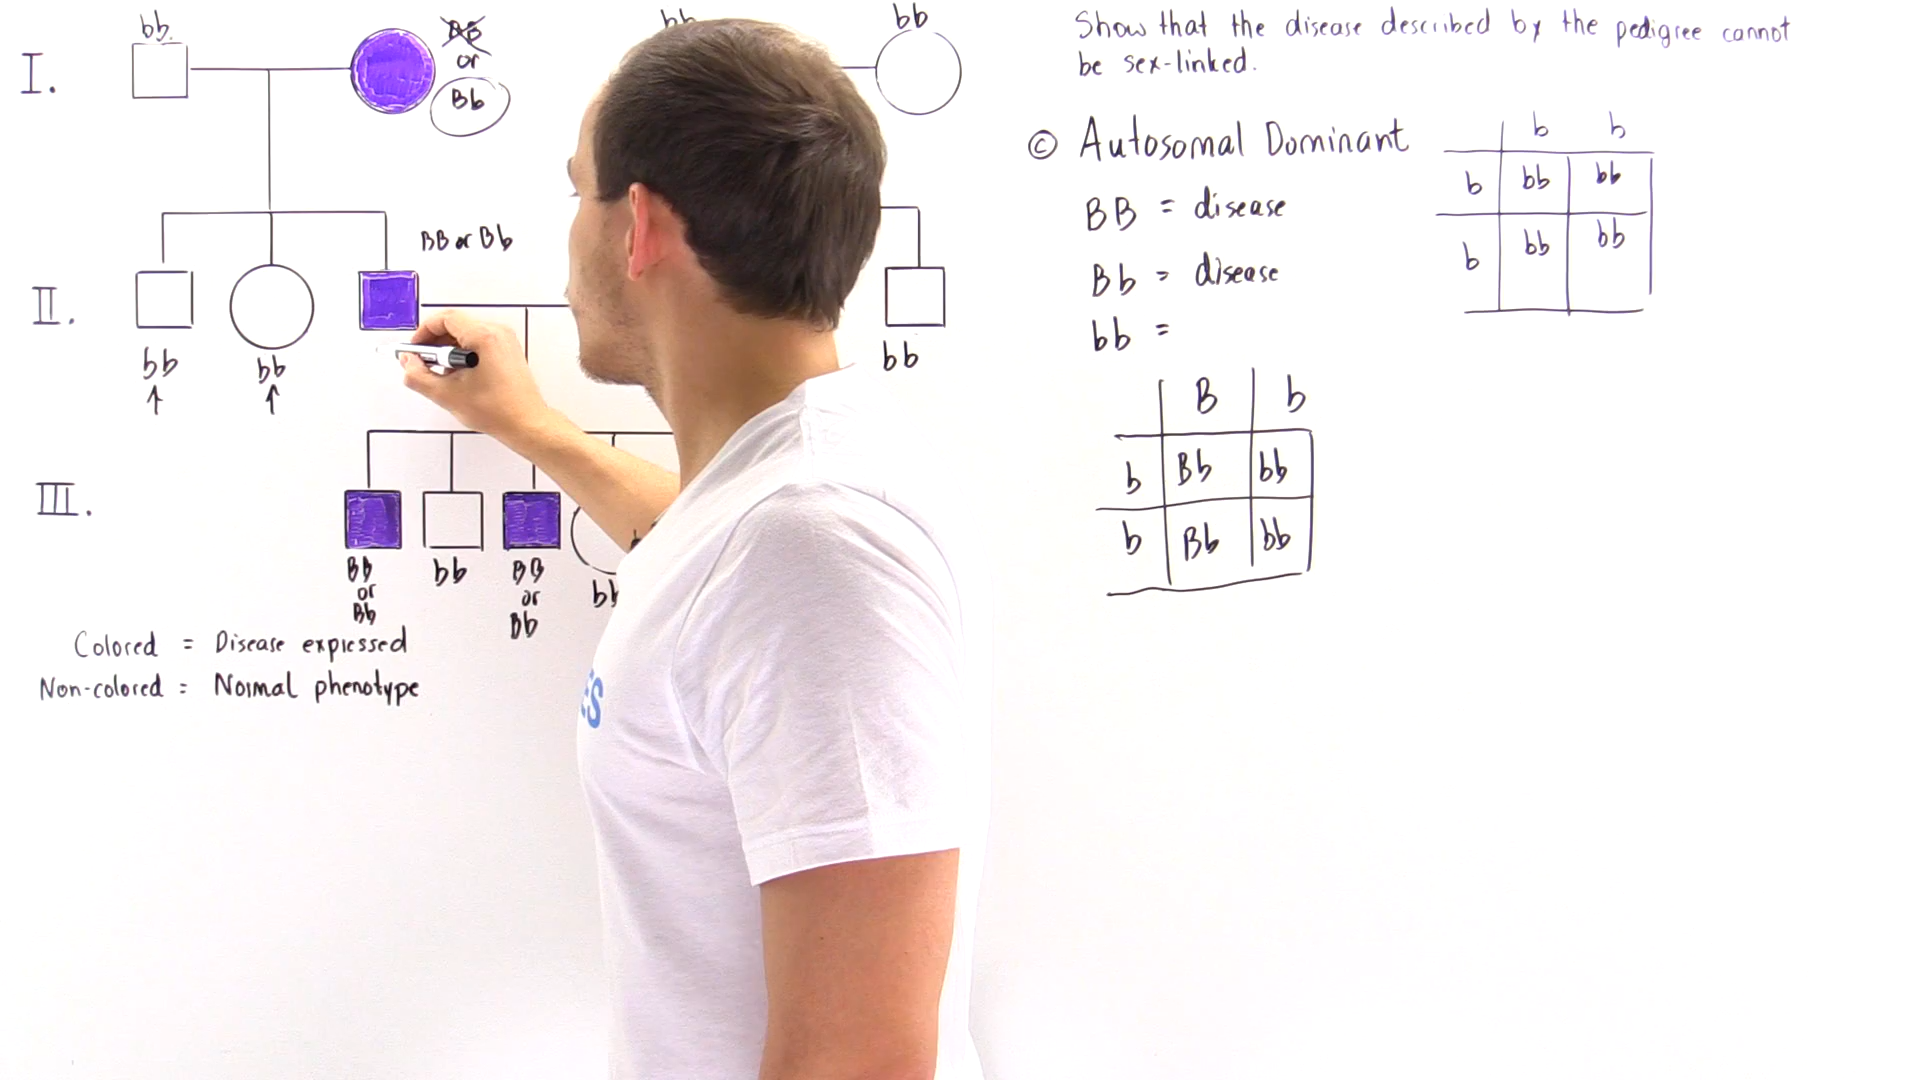 I.
bb.
BB
or
Bb
bb
bb
II.
BB or Bb
bb
bb
bb
III.
BB
or
Bb
bb
BB
or
Bb
Colored = Disease expressed
Non-colored = Normal phenotype
Show that the disease described by the pedigree cannot
be sex-linked.
© Autosomal Dominant
BB = disease
Bb = disease
bb =
b b
b bb bb
b bb bb
B b
b Bb bb
b Bb bb